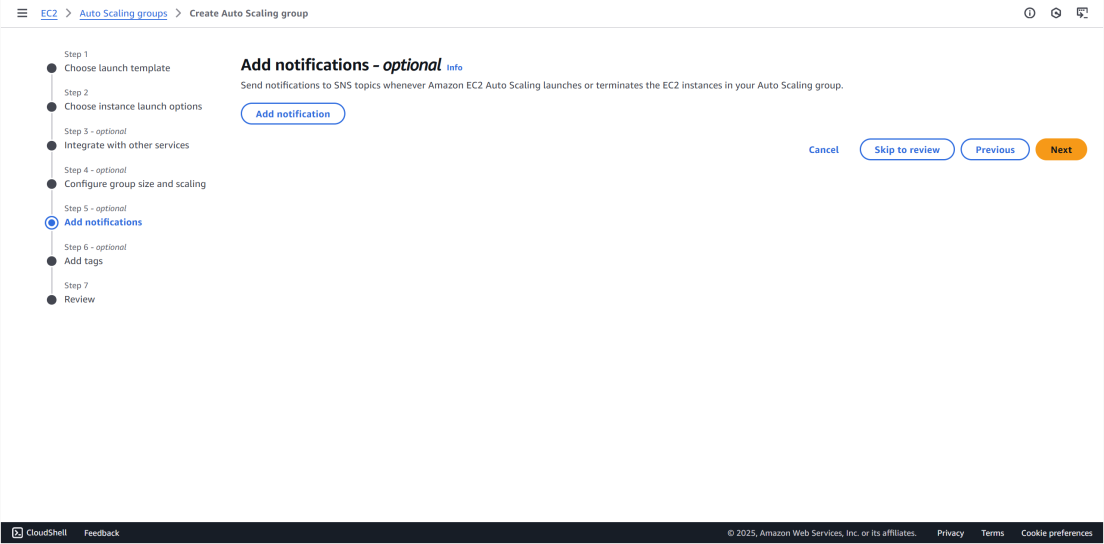 EC2 > Auto Scaling groups > Create Auto Scaling group
Step 1
Choose launch template
Step 2
Choose instance launch options
Step 3 - optional
Integrate with other services
Step 4 - optional
Configure group size and scaling
Step 5 - optional
Add notifications
Step 6 - optional
Add tags
Step 7
Review
Add notifications - optional Info
Send notifications to SNS topics whenever Amazon EC2 Auto Scaling launches or terminates the EC2 instances in your Auto Scaling group.
Add notification
Cancel Skip to review Previous Next
CloudShell Feedback © 2025, Amazon Web Services, Inc. or its affiliates. Privacy Terms Cookie preferences